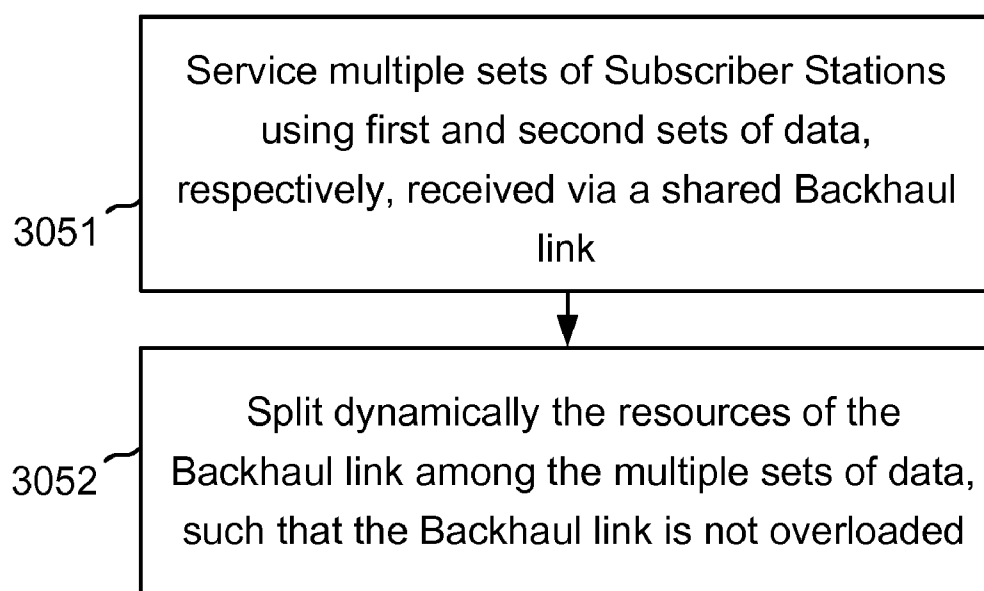 Service multiple sets of Subscriber Stations
using first and second sets of data,
respectively, received via a shared Backhaul
link
3051
Split dynamically the resources of the
Backhaul link among the multiple sets of data,
such that the Backhaul link is not overloaded
3052